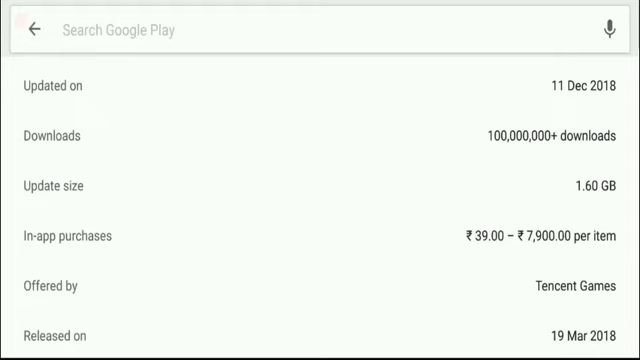 Search Google Play
Updated on 11 Dec 2018
Downloads 100,000,000+ downloads
Update size 1.60 GB
In-app purchases ₹ 39.00 – ₹ 7,900.00 per item
Offered by Tencent Games
Released on 19 Mar 2018